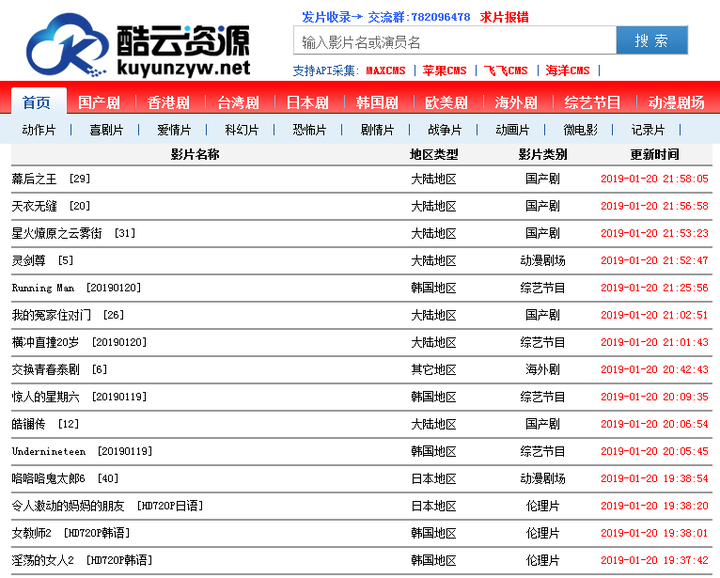 酷云资源
kuyunzyw.net
发片收录→ 交流群:782096478 求片报错
输入影片名或演员名
搜 索
支持API采集: MAXCMS | 苹果CMS | 飞飞CMS | 海洋CMS |
首页 国产剧 香港剧 台湾剧 日本剧 韩国剧 欧美剧 海外剧 综艺节目 动漫剧场
动作片 | 喜剧片 | 爱情片 | 科幻片 | 恐怖片 | 剧情片 | 战争片 | 动画片 | 微电影 | 记录片 |
影片名称 地区类型 影片类别 更新时间
幕后之王 [29] 大陆地区 国产剧 2019-01-20 21:58:05
天衣无缝 [20] 大陆地区 国产剧 2019-01-20 21:56:58
星火燎原之云雾街 [31] 大陆地区 国产剧 2019-01-20 21:53:23
灵剑尊 [5] 大陆地区 动漫剧场 2019-01-20 21:52:47
Running Man [20190120] 韩国地区 综艺节目 2019-01-20 21:25:56
我的冤家住对门 [26] 大陆地区 国产剧 2019-01-20 21:02:51
横冲直撞20岁 [20190120] 大陆地区 综艺节目 2019-01-20 21:01:43
交换青春泰剧 [6] 其它地区 海外剧 2019-01-20 20:42:43
惊人的星期六 [20190119] 韩国地区 综艺节目 2019-01-20 20:09:35
皓镧传 [12] 大陆地区 国产剧 2019-01-20 20:06:54
Undernineteen [20190119] 韩国地区 综艺节目 2019-01-20 20:05:45
咯咯咯鬼太郎6 [40] 日本地区 动漫剧场 2019-01-20 19:38:54
令人激动的妈妈的朋友 [HD720P日语] 日本地区 伦理片 2019-01-20 19:38:20
女教师2 [HD720P韩语] 韩国地区 伦理片 2019-01-20 19:38:01
淫荡的女人2 [HD720P韩语] 韩国地区 伦理片 2019-01-20 19:37:42